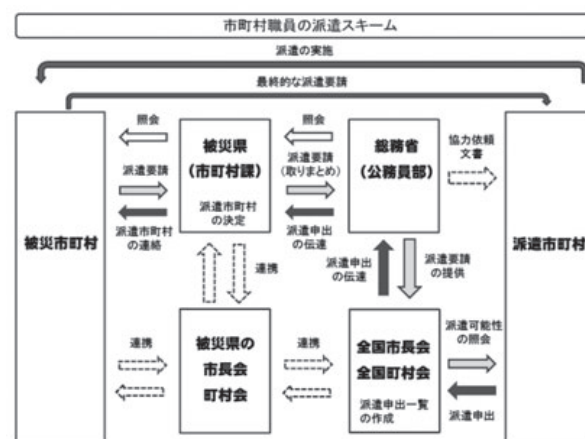 市町村職員の派遣スキーム
派遣の実施
最終的な派遣要請
照会
照会
被災県
(市町村課)
派遣市町村
の決定
総務省
(公務員部)
協力依頼
文書
派遣要請
派遣要請
(取りまとめ)
被災市町村
派遣市町村
の連絡
派遣申出
の伝達
派遣市町村
連携
派遣申出
の伝達
派遣要請
の提供
連携
被災県の
市長会
町村会
連携
全国市長会
全国町村会
派遣申出一覧
の作成
派遣可能性
の照会
派遣申出